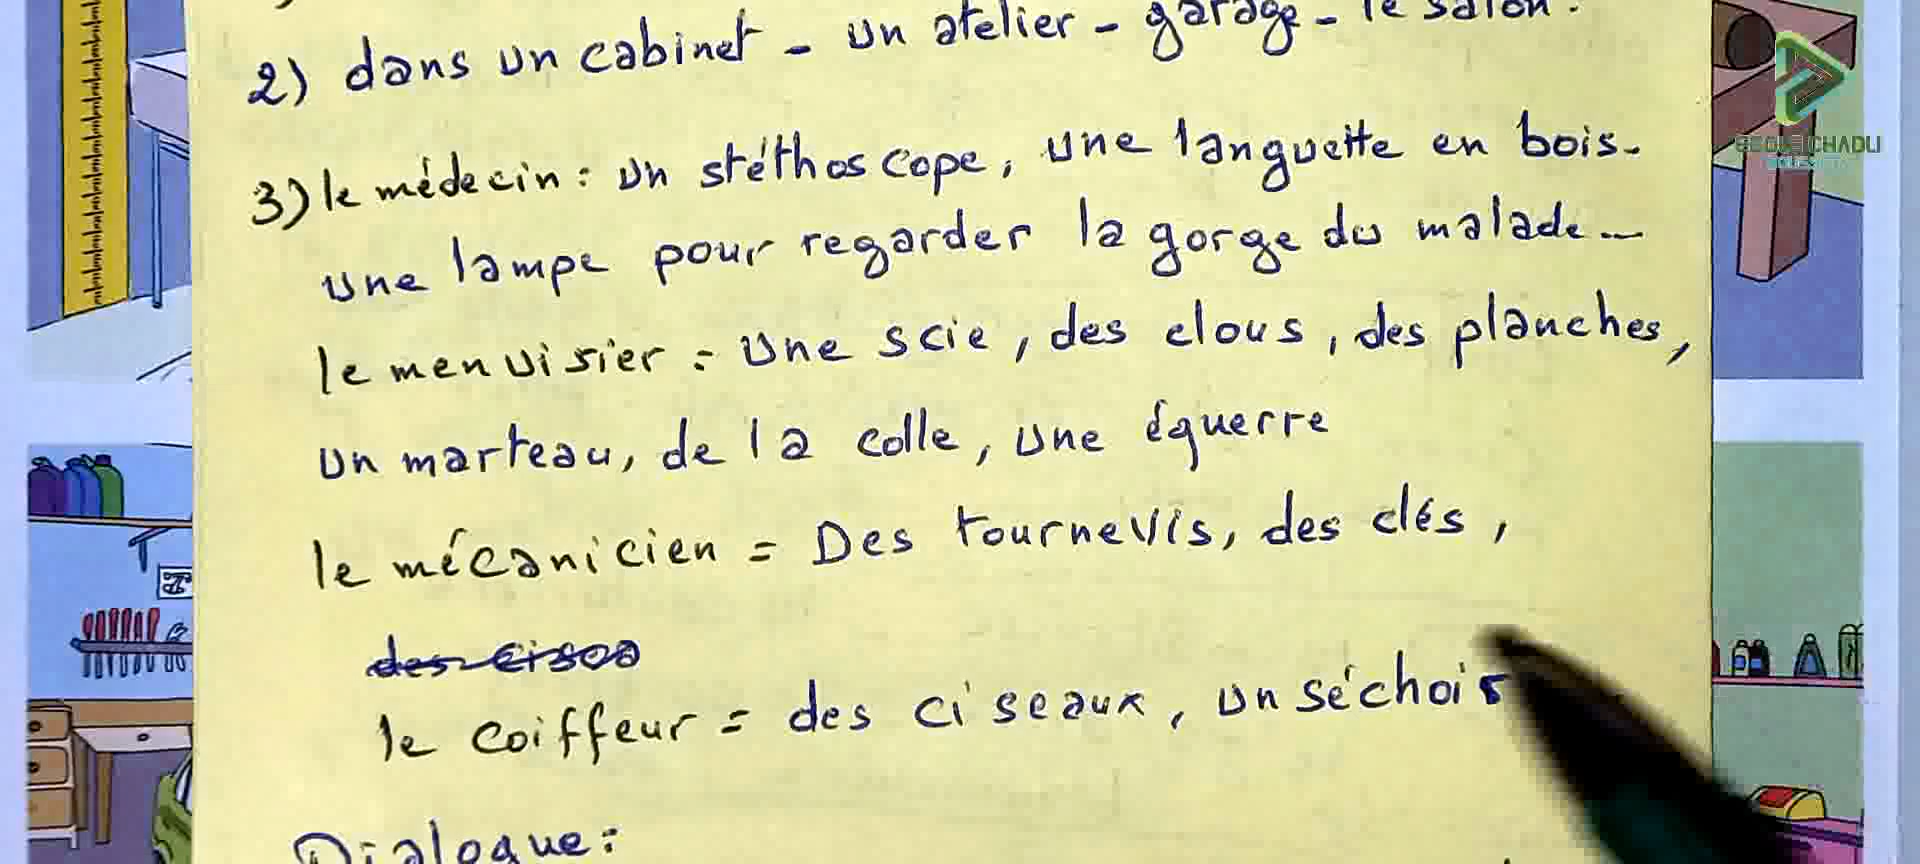 2) dans un cabinet - un atelier - garage - le salon.
3) le médecin : un stéthoscope, une languette en bois.
une lampe pour regarder la gorge du malade -
le menuisier = une scie, des clous, des planches,
un marteau, de la colle, une équerre
le mécanicien = Des tournevis, des clés,
le coiffeur = des ciseaux, un séchoir
Dialogue :